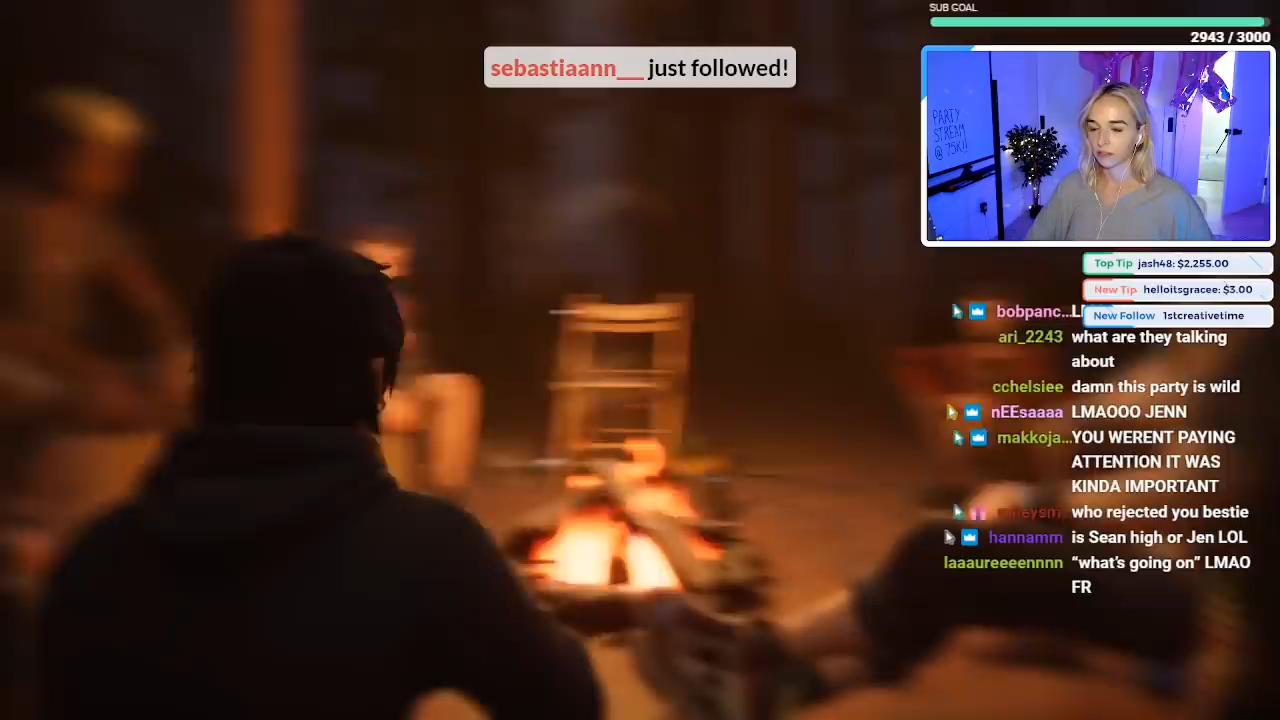 SUB GOAL
2943 / 3000
sebastiaann__ just followed!
PARTY
STREAM
@ 75K!!
Top Tip jash48: $2,255.00
New Tip helloitsgracee: $3.00
New Follow 1stcreativetime
bobpanc...
ari_2243 what are they talking
about
cchelsiee damn this party is wild
nEEsaaaa LMAOOO JENN
makkoja... YOU WERENT PAYING
ATTENTION IT WAS
KINDA IMPORTANT
who rejected you bestie
hannamm is Sean high or Jen LOL
laaaureeeennnn “what’s going on” LMAO
FR